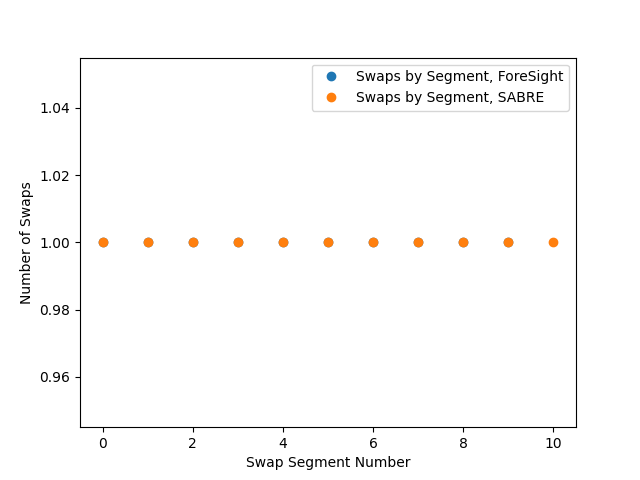 Swaps by Segment, ForeSight
Swaps by Segment, SABRE
1.04
1.02
1.00
0.98
0.96
Number of Swaps
0 2 4 6 8 10
Swap Segment Number